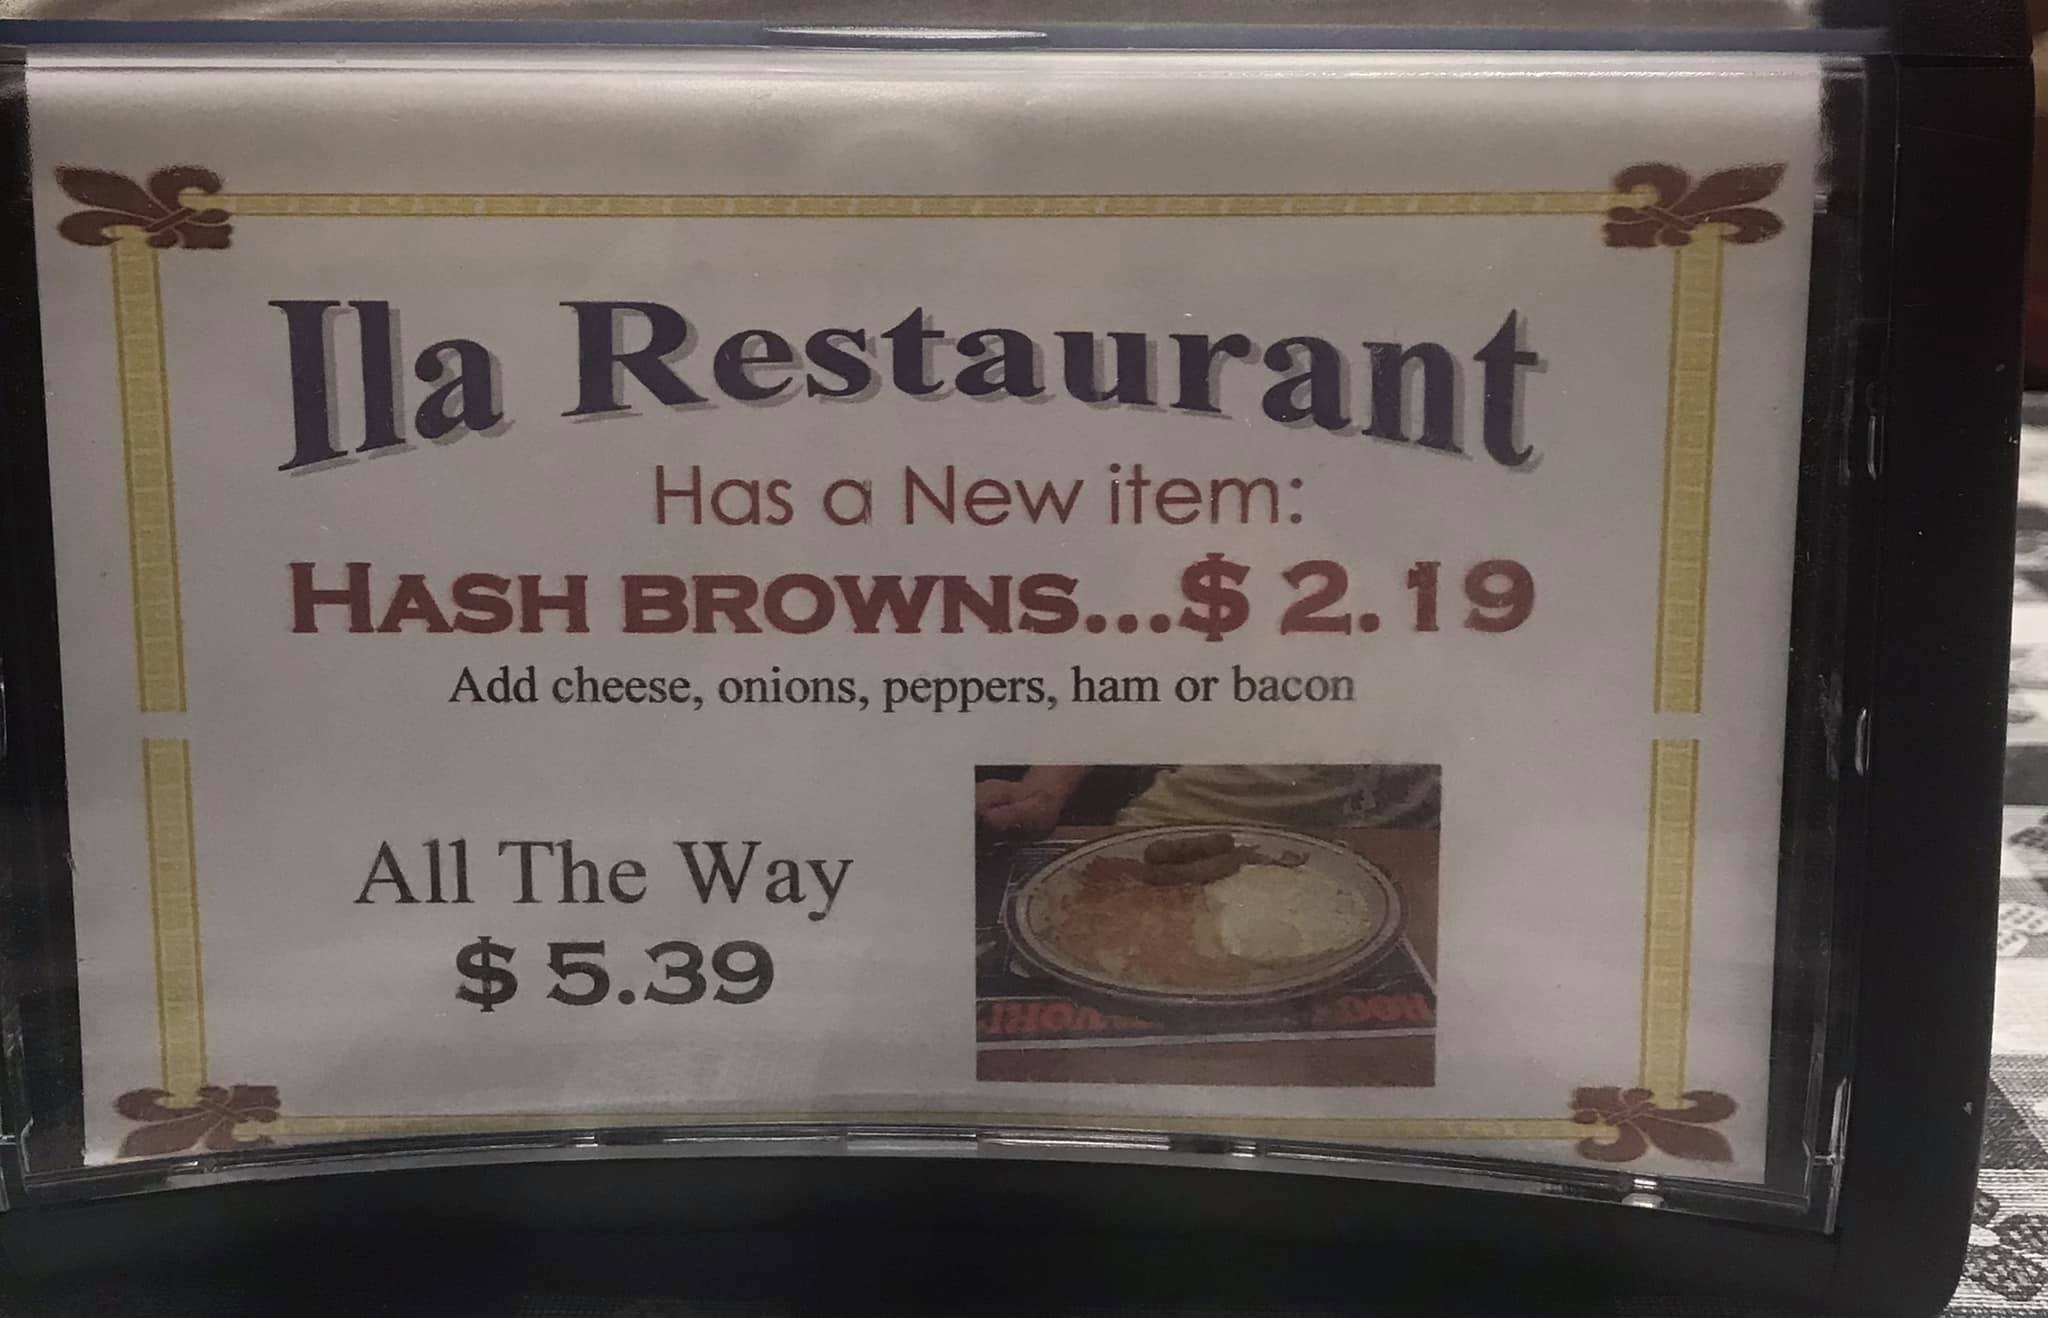 Ila Restaurant
Has a New item:
HASH BROWNS...$ 2.19
Add cheese, onions, peppers, ham or bacon
All The Way
$ 5.39